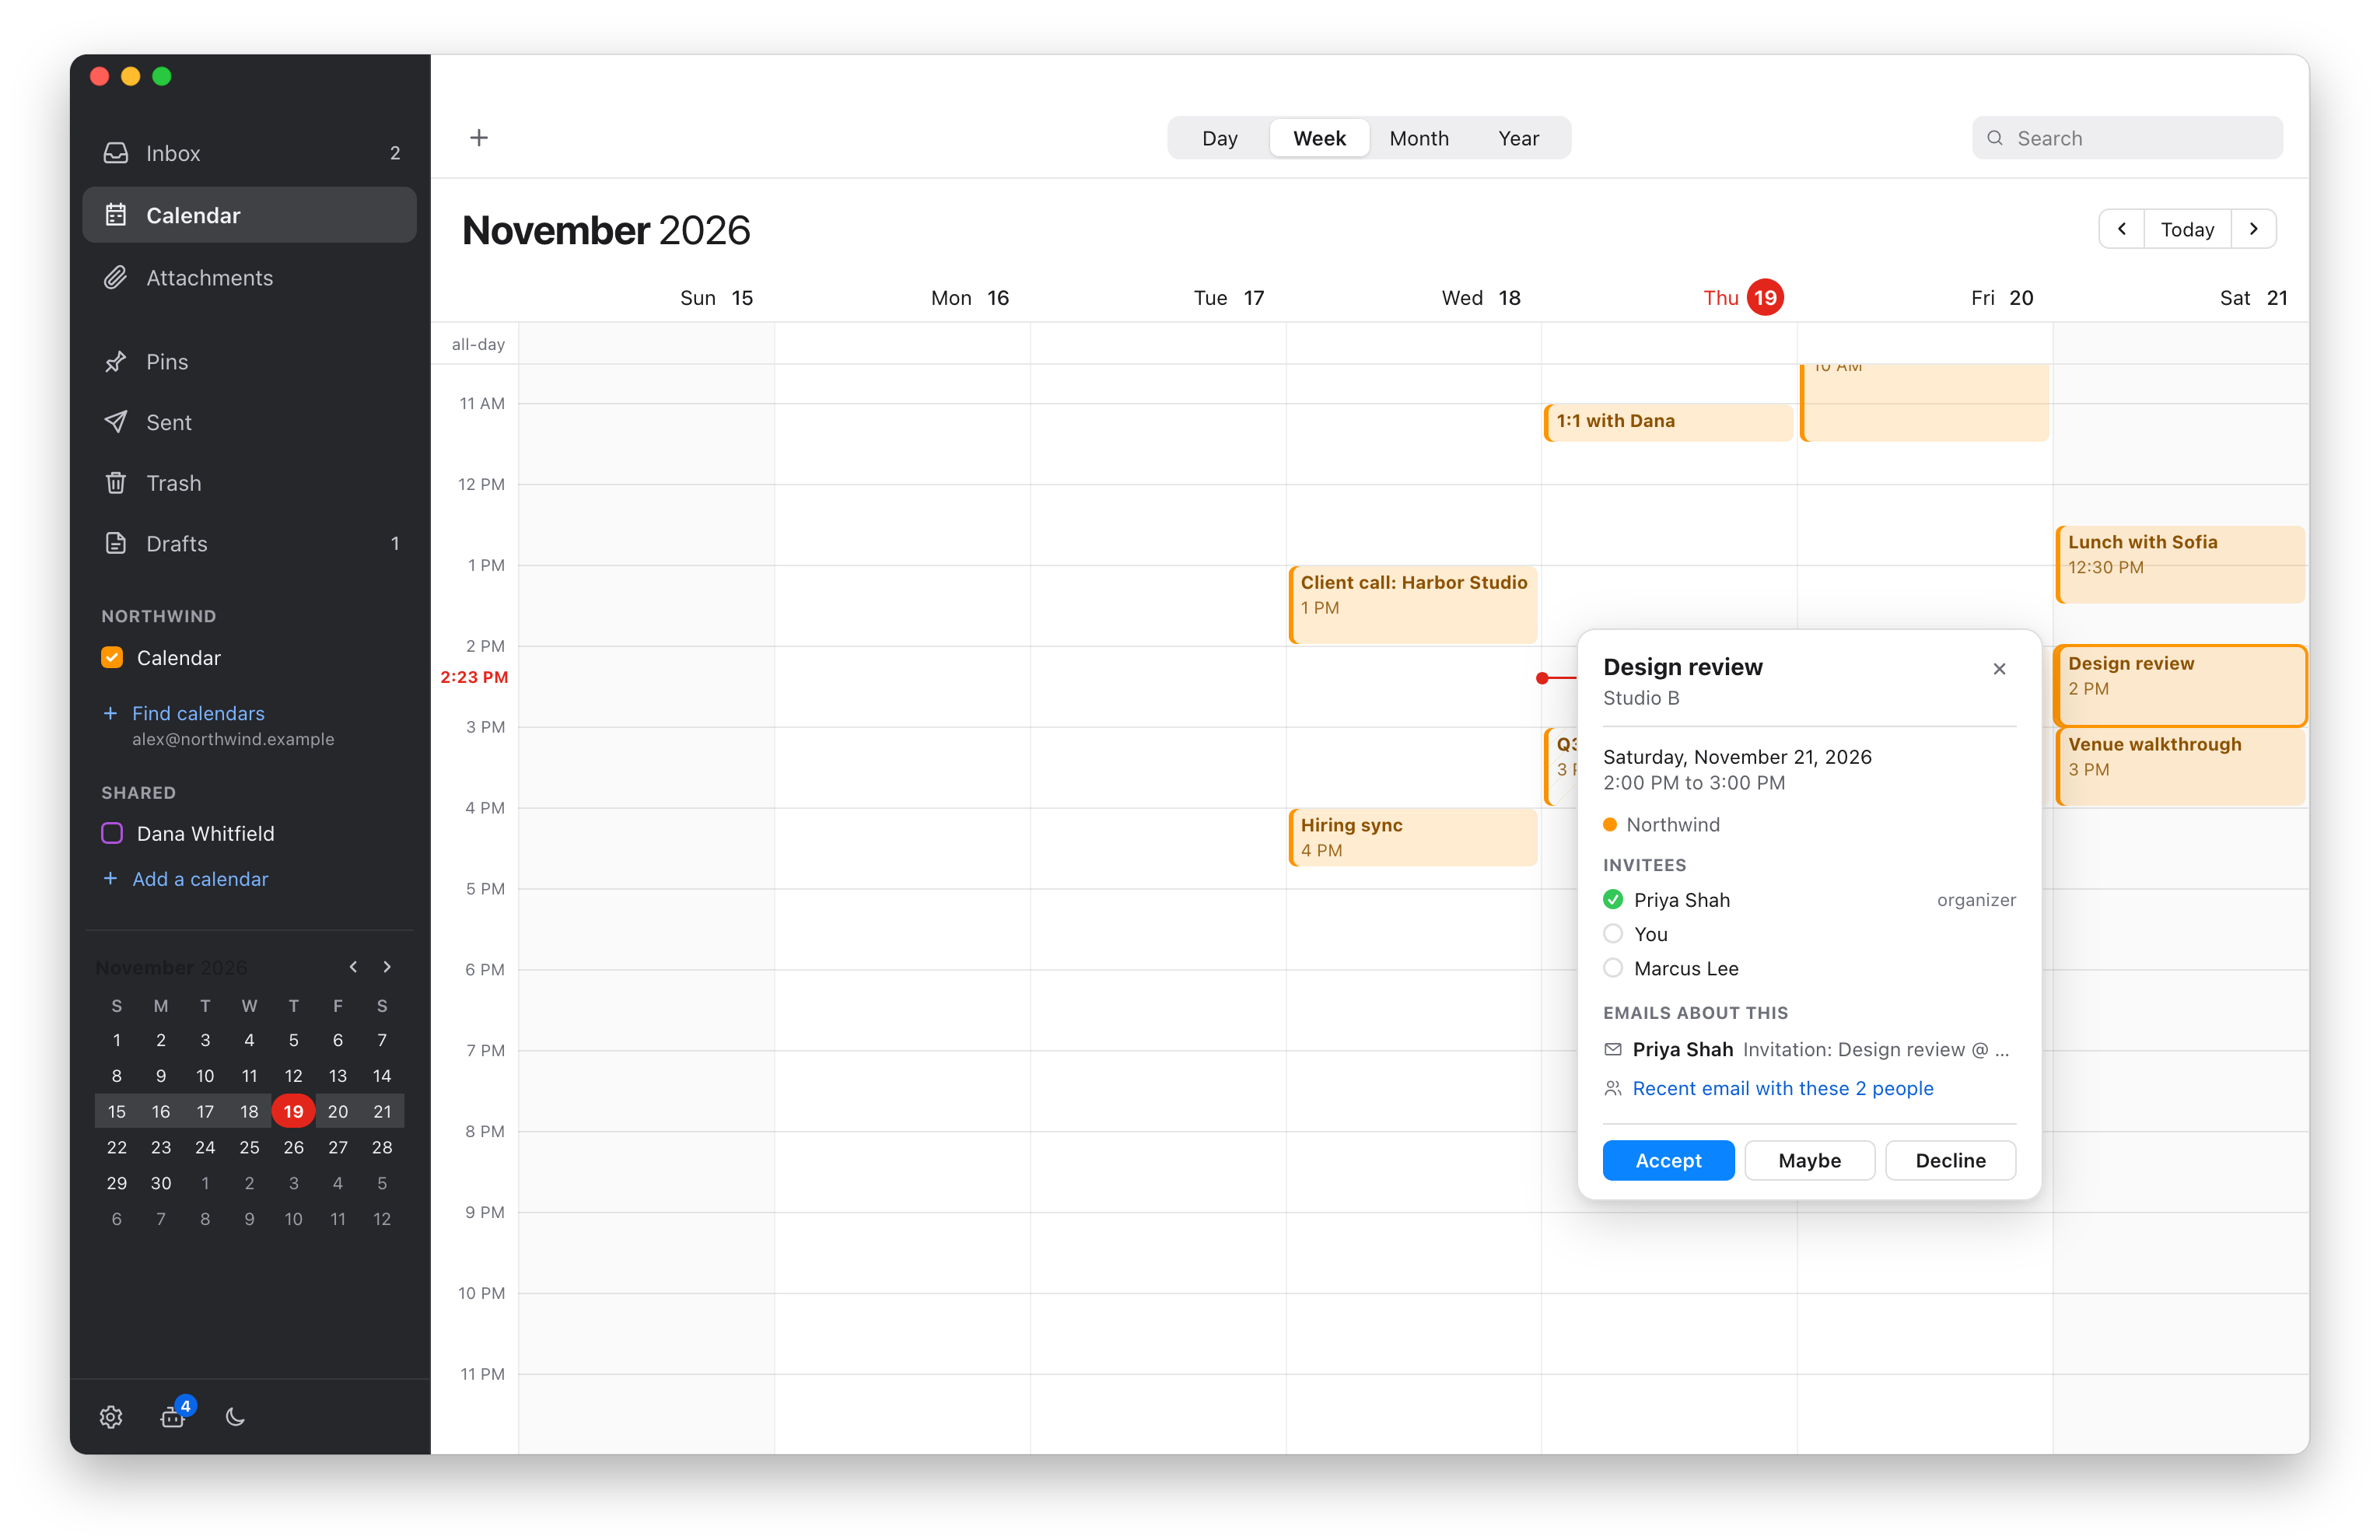 Inbox 2
Calendar
Attachments
Pins
Sent
Trash
Drafts 1
NORTHWIND
Calendar
+ Find calendars
alex@northwind.example
SHARED
Dana Whitfield
+ Add a calendar
November 2026
S M T W T F S
1 2 3 4 5 6 7
8 9 10 11 12 13 14
15 16 17 18 19 20 21
22 23 24 25 26 27 28
29 30 1 2 3 4 5
6 7 8 9 10 11 12
4
Day Week Month Year
Search
November 2026
Today
Sun 15 Mon 16 Tue 17 Wed 18 Thu 19 Fri 20 Sat 21
all-day
10 AM
11 AM
1:1 with Dana
12 PM
Lunch with Sofia
12:30 PM
1 PM
Client call: Harbor Studio
1 PM
2 PM
2:23 PM
Design review
2 PM
3 PM
Q3
3 P
Venue walkthrough
3 PM
4 PM
Hiring sync
4 PM
5 PM
6 PM
7 PM
8 PM
9 PM
10 PM
11 PM
Design review
Studio B
Saturday, November 21, 2026
2:00 PM to 3:00 PM
Northwind
INVITEES
Priya Shah organizer
You
Marcus Lee
EMAILS ABOUT THIS
Priya Shah Invitation: Design review @ ...
Recent email with these 2 people
Accept Maybe Decline